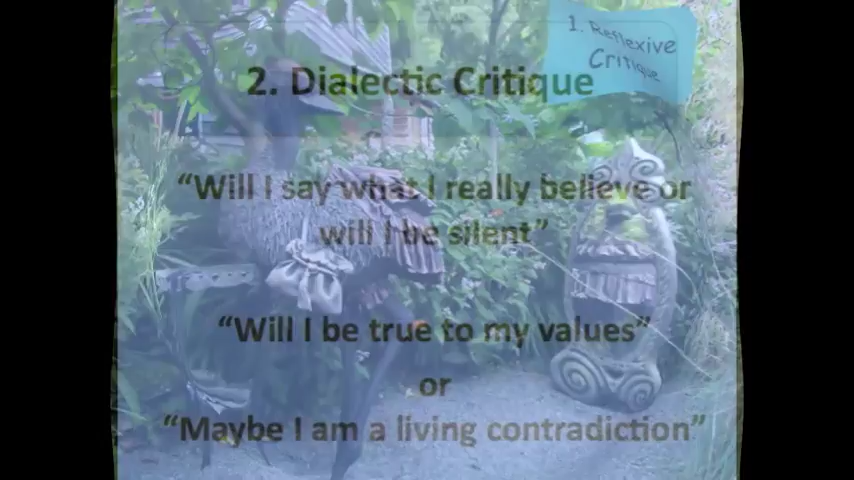 1. Reflexive
Critique
2. Dialectic Critique
“Will I say what I really believe or
will I be silent”
“Will I be true to my values”
or
“Maybe I am a living contradiction”